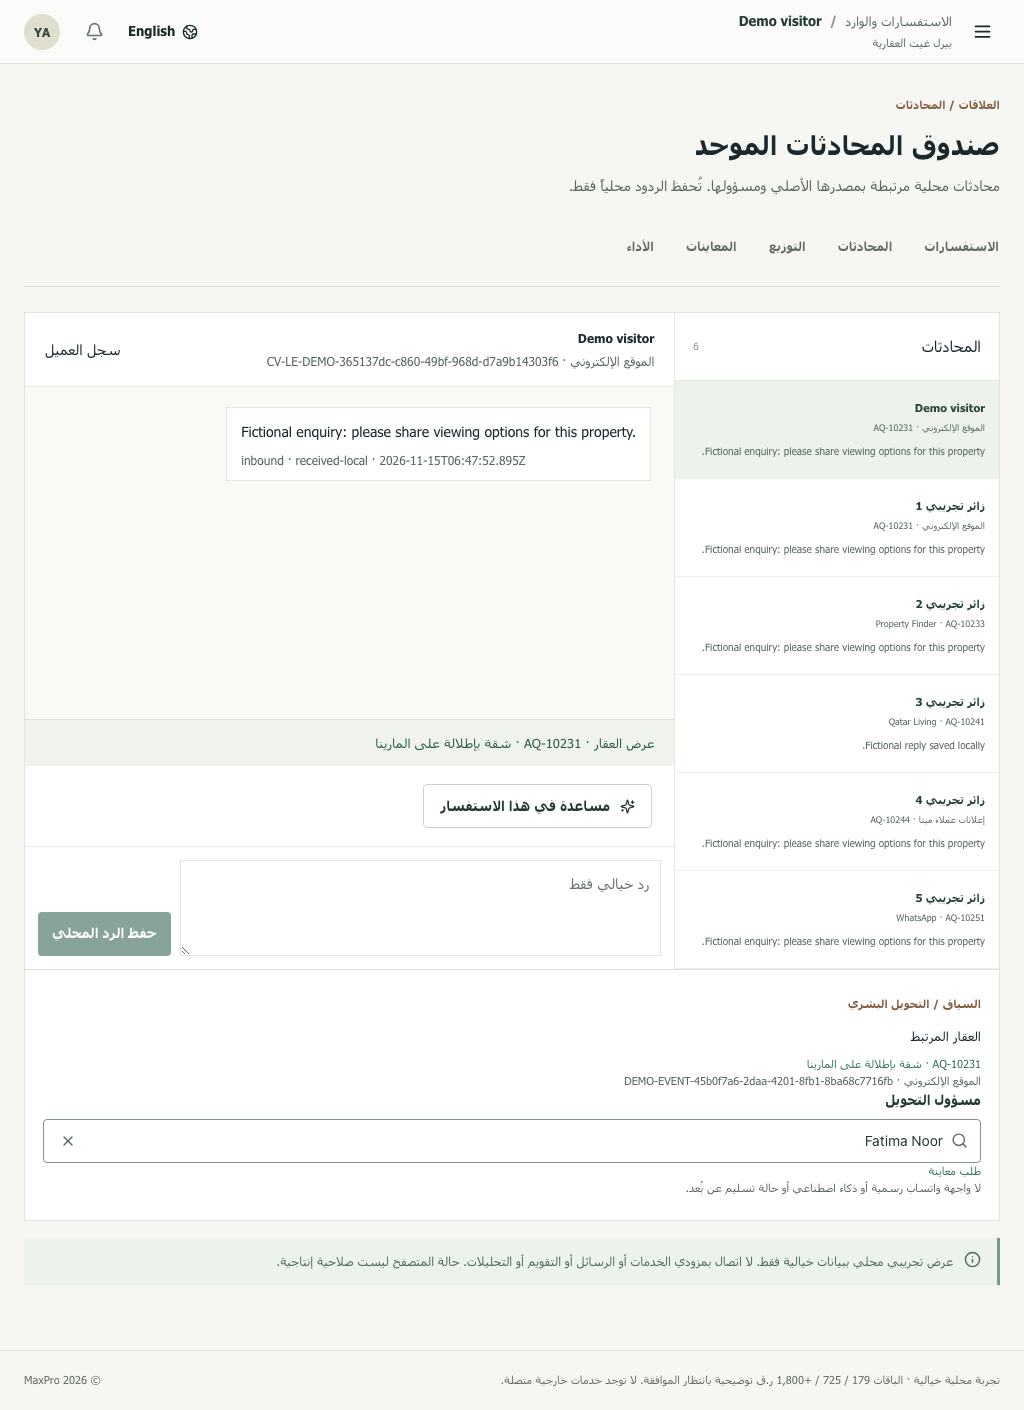 الاستفسارات والوارد / Demo visitor
بيرل غيت العقارية
English
YA
العلاقات / المحادثات
صندوق المحادثات الموحد
محادثات محلية مرتبطة بمصدرها الأصلي ومسؤولها. تُحفظ الردود محلياً فقط.
الاستفسارات المحادثات التوزيع المعاينات الأداء
المحادثات 6
Demo visitor
الموقع الإلكتروني · AQ-10231
Fictional enquiry: please share viewing options for this property.
زائر تجريبي 1
الموقع الإلكتروني · AQ-10231
Fictional enquiry: please share viewing options for this property.
زائر تجريبي 2
Property Finder · AQ-10233
Fictional enquiry: please share viewing options for this property.
زائر تجريبي 3
Qatar Living · AQ-10241
Fictional reply saved locally.
زائر تجريبي 4
إعلانات عملاء ميتا · AQ-10244
Fictional enquiry: please share viewing options for this property.
زائر تجريبي 5
WhatsApp · AQ-10251
Fictional enquiry: please share viewing options for this property.
Demo visitor
الموقع الإلكتروني · CV-LE-DEMO-365137dc-c860-49bf-968d-d7a9b14303f6
سجل العميل
Fictional enquiry: please share viewing options for this property.
inbound · received-local · 2026-11-15T06:47:52.895Z
عرض العقار · AQ-10231 · شقة بإطلالة على المارينا
مساعدة في هذا الاستفسار
رد خيالي فقط
حفظ الرد المحلي
السياق / التحويل البشري
العقار المرتبط
AQ-10231 · شقة بإطلالة على المارينا
الموقع الإلكتروني · DEMO-EVENT-45b0f7a6-2daa-4201-8fb1-8ba68c7716fb
مسؤول التحويل
Fatima Noor
طلب معاينة
لا واجهة واتساب رسمية أو ذكاء اصطناعي أو حالة تسليم عن بُعد.
عرض تجريبي محلي ببيانات خيالية فقط. لا اتصال بمزودي الخدمات أو الرسائل أو التقويم أو التحليلات. حالة المتصفح ليست صلاحية إنتاجية.
تجربة محلية خيالية · الباقات 179 / 725 / +1,800 ر.ق توضيحية بانتظار الموافقة. لا توجد خدمات خارجية متصلة.
© 2026 MaxPro